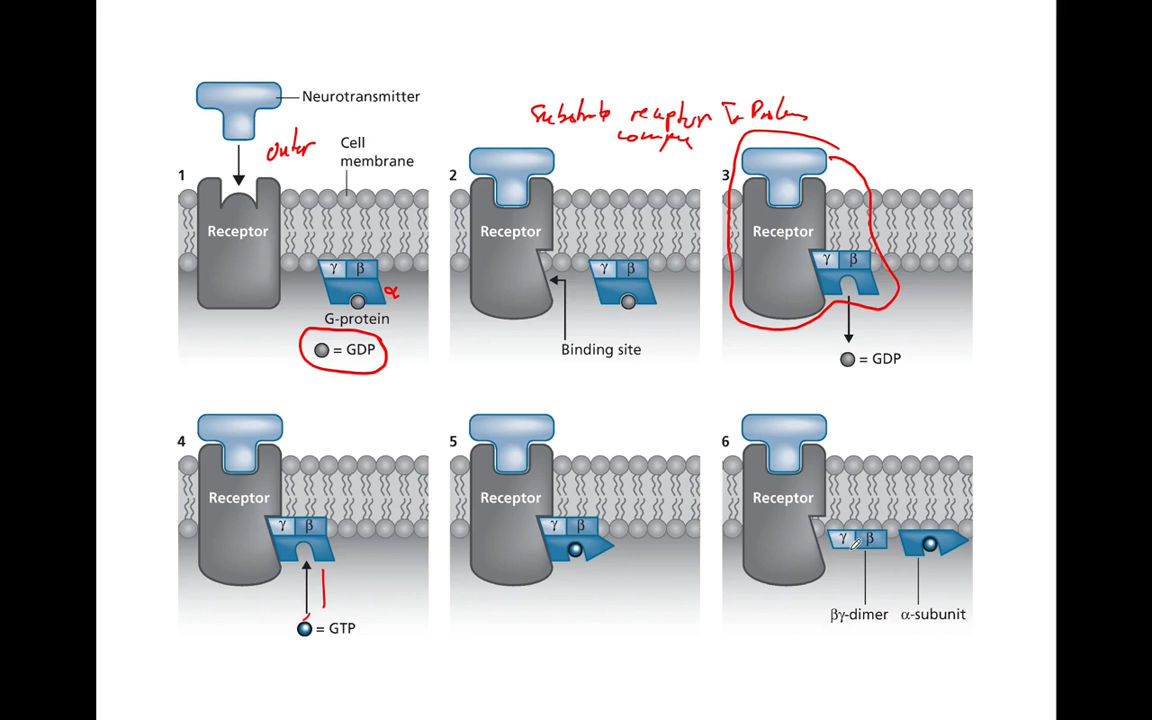 Neurotransmitter
outer
Cell
membrane
1
Receptor
γ β
α
G-protein
= GDP
2
Receptor
γ β
Binding site
receptor
3
Receptor
γ β
= GDP
4
Receptor
γ β
= GTP
5
Receptor
γ β
6
Receptor
γ β
βγ-dimer
α-subunit